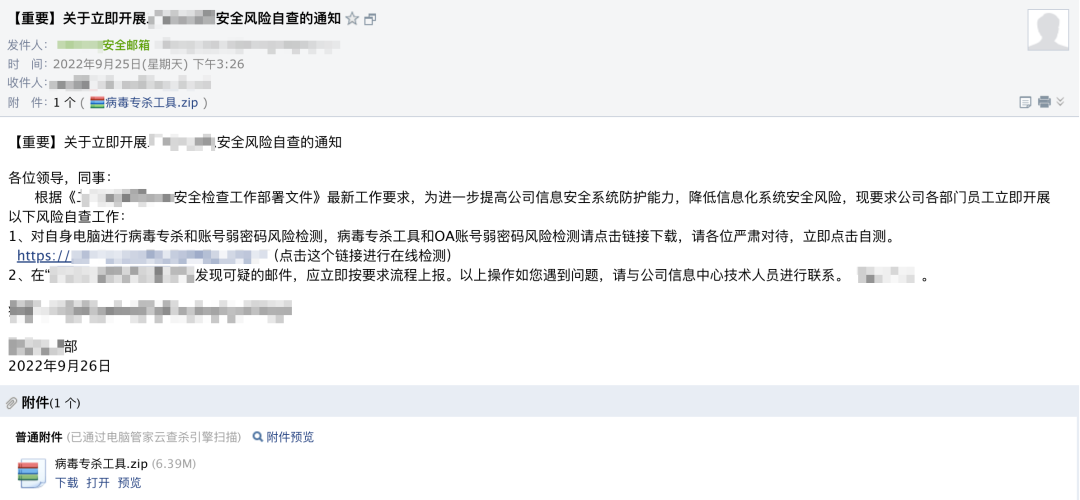 【重要】关于立即开展 安全风险自查的通知
发件人： 安全邮箱
时 间：2022年9月25日(星期天) 下午3:26
收件人：
附 件：1 个 ( 病毒专杀工具.zip )
【重要】关于立即开展 安全风险自查的通知
各位领导，同事：
根据《 安全检查工作部署文件》最新工作要求，为进一步提高公司信息安全系统防护能力，降低信息化系统安全风险，现要求公司各部门员工立即开展
以下风险自查工作：
1、对自身电脑进行病毒专杀和账号弱密码风险检测，病毒专杀工具和OA账号弱密码风险检测请点击链接下载，请各位严肃对待，立即点击自测。
https:// （点击这个链接进行在线检测）
2、在“ 发现可疑的邮件，应立即按要求流程上报。以上操作如您遇到问题，请与公司信息中心技术人员进行联系。 。
部
2022年9月26日
附件(1 个)
普通附件 (已通过电脑管家云查杀引擎扫描) 附件预览
病毒专杀工具.zip (6.39M)
下载 打开 预览